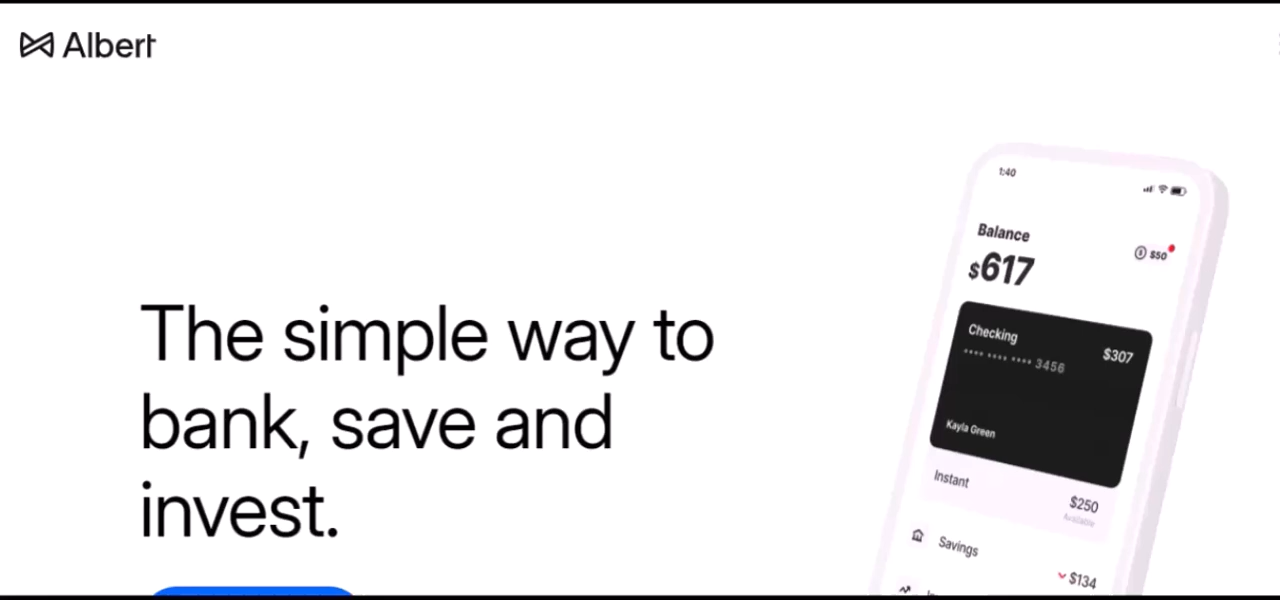 Albert
1:40
Balance
$50
$617
Checking
$307
•••• •••• •••• 3456
Kayla Green
Instant
$250
Available
Savings
$134
The simple way to
bank, save and
invest.